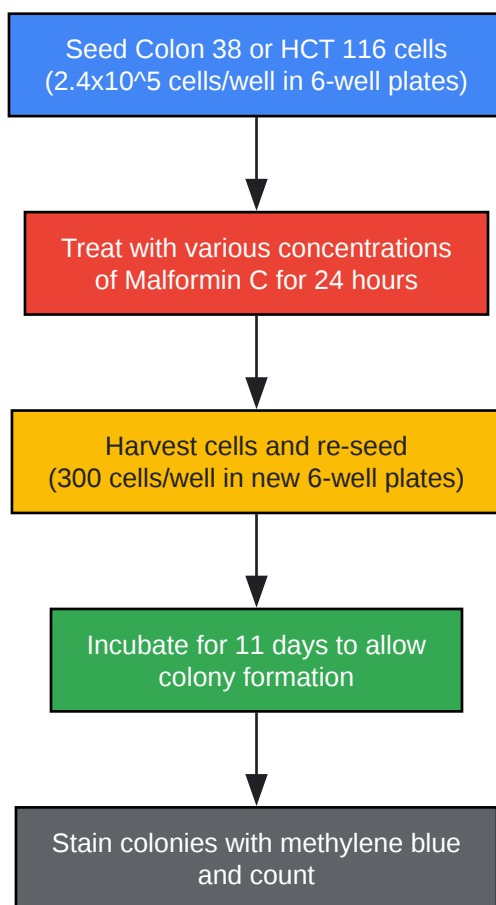 Seed Colon 38 or HCT 116 cells
(2.4x10^5 cells/well in 6-well plates)
Treat with various concentrations
of Malformin C for 24 hours
Harvest cells and re-seed
(300 cells/well in new 6-well plates)
Incubate for 11 days to allow
colony formation
Stain colonies with methylene blue
and count